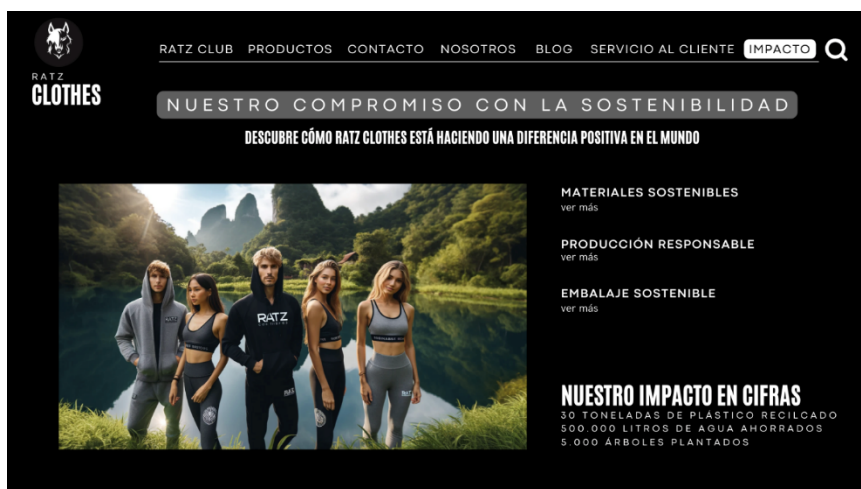 RATZ
CLOTHES
RATZ CLUB PRODUCTOS CONTACTO NOSOTROS BLOG SERVICIO AL CLIENTE IMPACTO
NUESTRO COMPROMISO CON LA SOSTENIBILIDAD
DESCUBRE CÓMO RATZ CLOTHES ESTÁ HACIENDO UNA DIFERENCIA POSITIVA EN EL MUNDO
RATZ
MATERIALES SOSTENIBLES
ver más
PRODUCCIÓN RESPONSABLE
ver más
EMBALAJE SOSTENIBLE
ver más
NUESTRO IMPACTO EN CIFRAS
30 TONELADAS DE PLÁSTICO RECILCADO
500.000 LITROS DE AGUA AHORRADOS
5.000 ÁRBOLES PLANTADOS